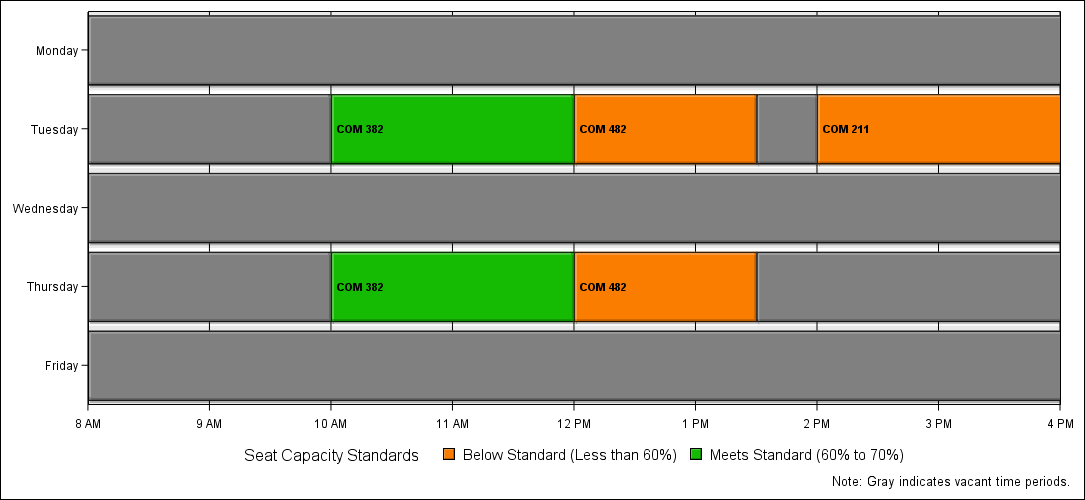 Monday
Tuesday
COM 382
COM 482
COM 211
Wednesday
Thursday
COM 382
COM 482
Friday
8 AM
9 AM
10 AM
11 AM
12 PM
1 PM
2 PM
3 PM
4 PM
Seat Capacity Standards
Below Standard (Less than 60%)
Meets Standard (60% to 70%)
Note: Gray indicates vacant time periods.